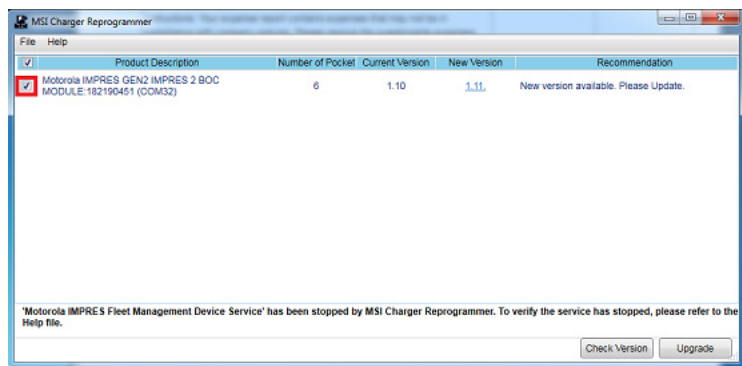 MSI Charger Reprogrammer
File Help
Product Description Number of Pocket Current Version New Version Recommendation
Motorola IMPRES GEN2 IMPRES 2 BOC
MODULE:182190451 (COM32) 6 1.10 1.11. New version available. Please Update.
'Motorola IMPRES Fleet Management Device Service' has been stopped by MSI Charger Reprogrammer. To verify the service has stopped, please refer to the
Help file.
Check Version Upgrade